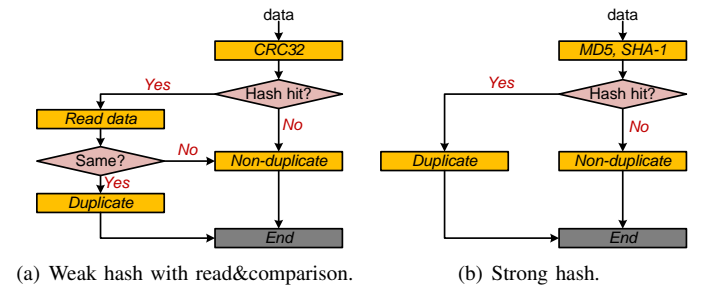 data
CRC32
Yes
Hash hit?
Read data
No
Same?
No
Non-duplicate
Yes
Duplicate
End
(a) Weak hash with read&comparison.
data
MD5, SHA-1
Yes
Hash hit?
No
Duplicate
Non-duplicate
End
(b) Strong hash.